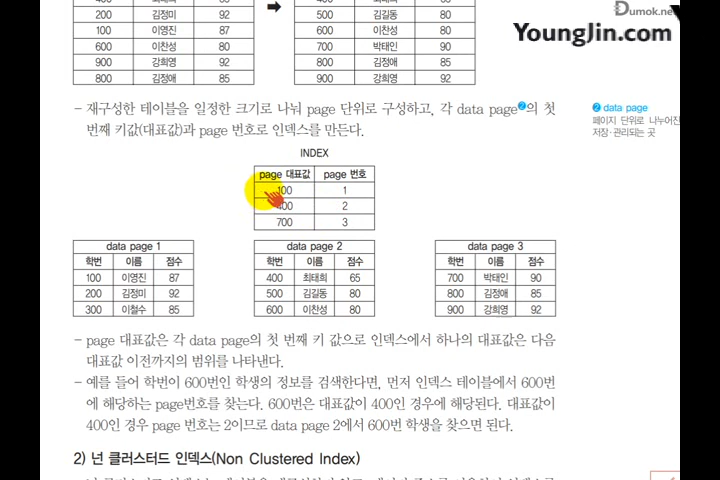 Dumok.ne
YoungJin.com
200 김정미 92
500 김길동 80
100 이영진 87
600 이찬성 80
600 이찬성 80
700 박태인 90
900 강희영 92
800 김정애 85
800 김정애 85
900 강희영 92
- 재구성한 테이블을 일정한 크기로 나눠 page 단위로 구성하고, 각 data page❷의 첫
번째 키값(대표값)과 page 번호로 인덱스를 만든다.
❷ data page
페이지 단위로 나누어진
저장·관리되는 곳
INDEX
page 대표값 page 번호
100 1
400 2
700 3
data page 1
학번 이름 점수
100 이영진 87
200 김정미 92
300 이철수 85
data page 2
학번 이름 점수
400 최태희 65
500 김길동 80
600 이찬성 80
data page 3
학번 이름 점수
700 박태인 90
800 김정애 85
900 강희영 92
- page 대표값은 각 data page의 첫 번째 키 값으로 인덱스에서 하나의 대표값은 다음
대표값 이전까지의 범위를 나타낸다.
- 예를 들어 학번이 600번인 학생의 정보를 검색한다면, 먼저 인덱스 테이블에서 600번
에 해당하는 page번호를 찾는다. 600번은 대표값이 400인 경우에 해당된다. 대표값이
400인 경우 page 번호는 2이므로 data page 2에서 600번 학생을 찾으면 된다.
2) 넌 클러스터드 인덱스(Non Clustered Index)